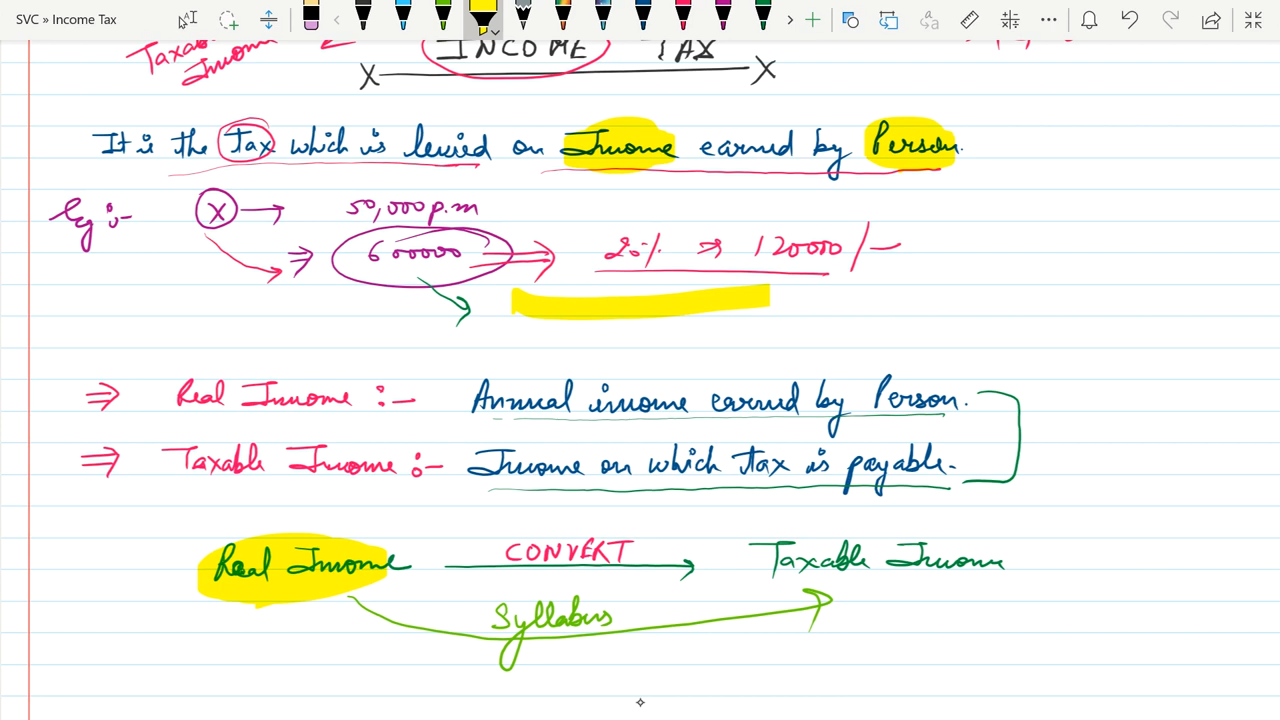 SVC » Income Tax
Taxable Income
INCOME TAX
X X
It is the Tax which is levied on Income earned by Person.
Eg :- X → 50,000 p.m
⇒ 600000 ⇒ 20% ⇒ 120000/-
⇒ Real Income :- Annual income earned by Person.
⇒ Taxable Income :- Income on which tax is payable.
Real Income CONVERT → Taxable Income
Syllabus